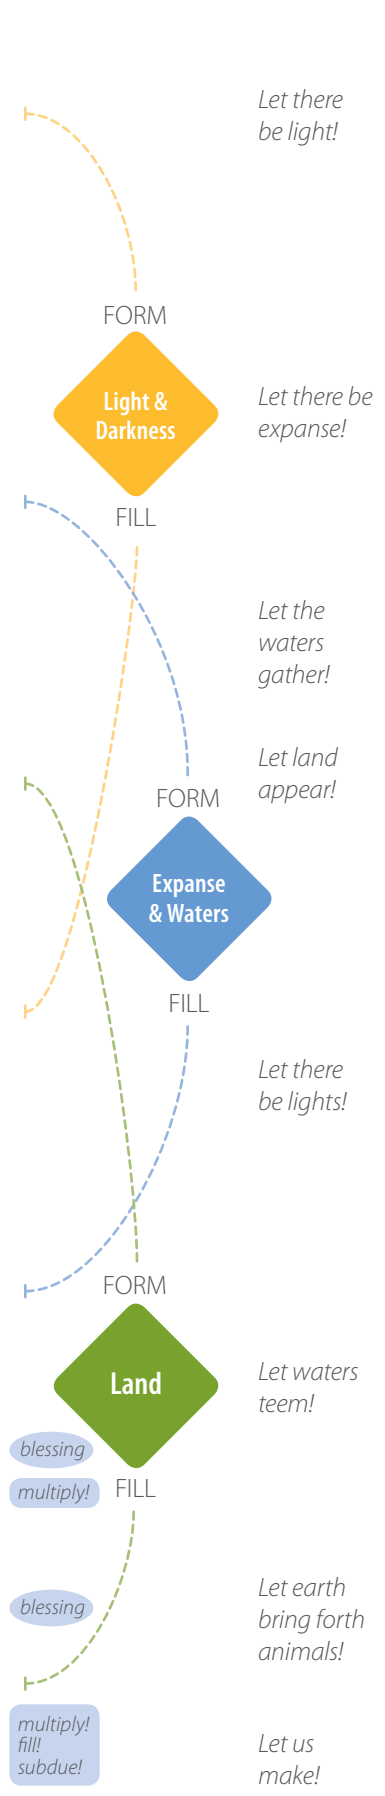 Let there
be light!
FORM
Light &
Darkness
Let there be
expanse!
FILL
Let the
waters
gather!
Let land
appear!
FORM
Expanse
& Waters
FILL
Let there
be lights!
FORM
Land
Let waters
teem!
blessing
multiply!
FILL
blessing
Let earth
bring forth
animals!
multiply!
fill!
subdue!
Let us
make!